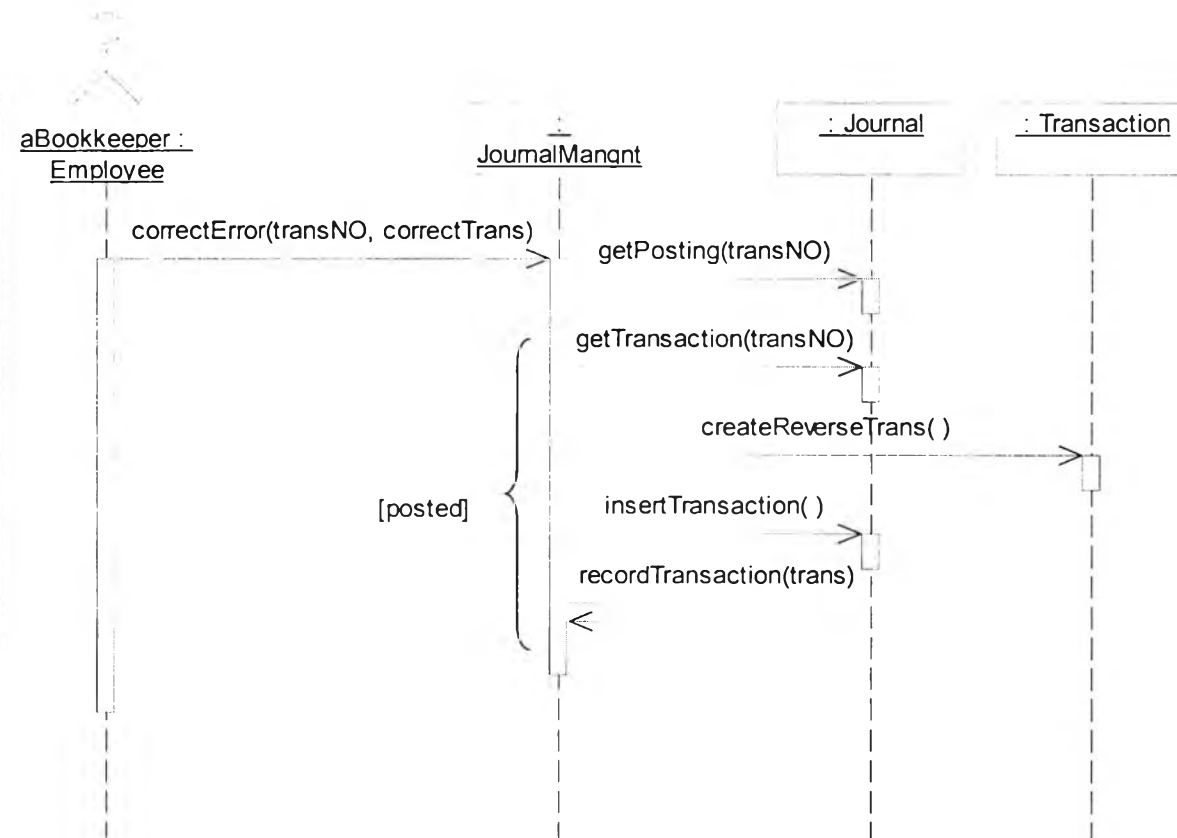 aBookkeeper :
Employee
:
JournalMangnt
: Journal
: Transaction
correctError(transNO, correctTrans)
getPosting(transNO)
getTransaction(transNO)
createReverseTrans( )
[posted]
insertTransaction( )
recordTransaction(trans)